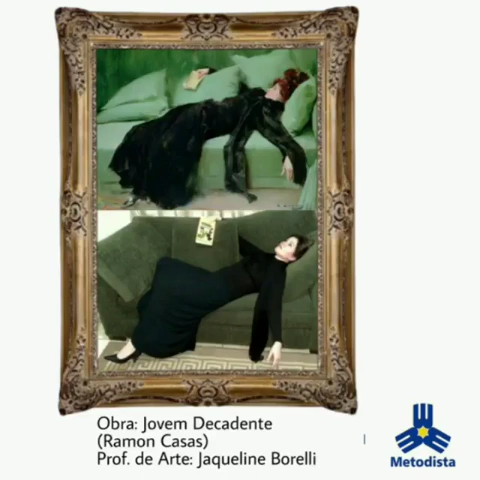 Obra: Jovem Decadente
(Ramon Casas)
Prof. de Arte: Jaqueline Borelli
Metodista